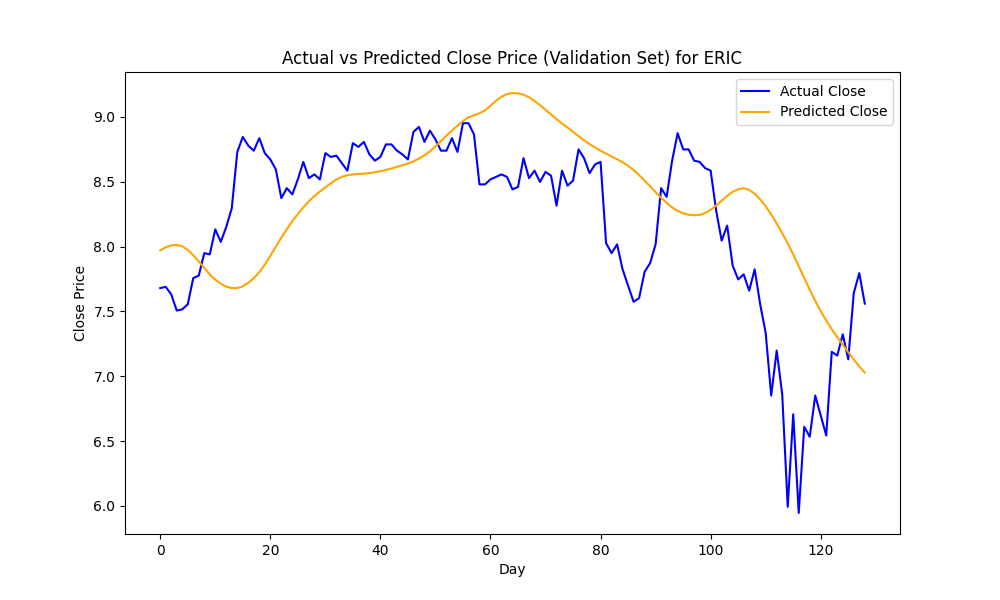 Actual vs Predicted Close Price (Validation Set) for ERIC
Actual Close
Predicted Close
9.0
8.5
8.0
7.5
7.0
6.5
6.0
Close Price
0 20 40 60 80 100 120
Day